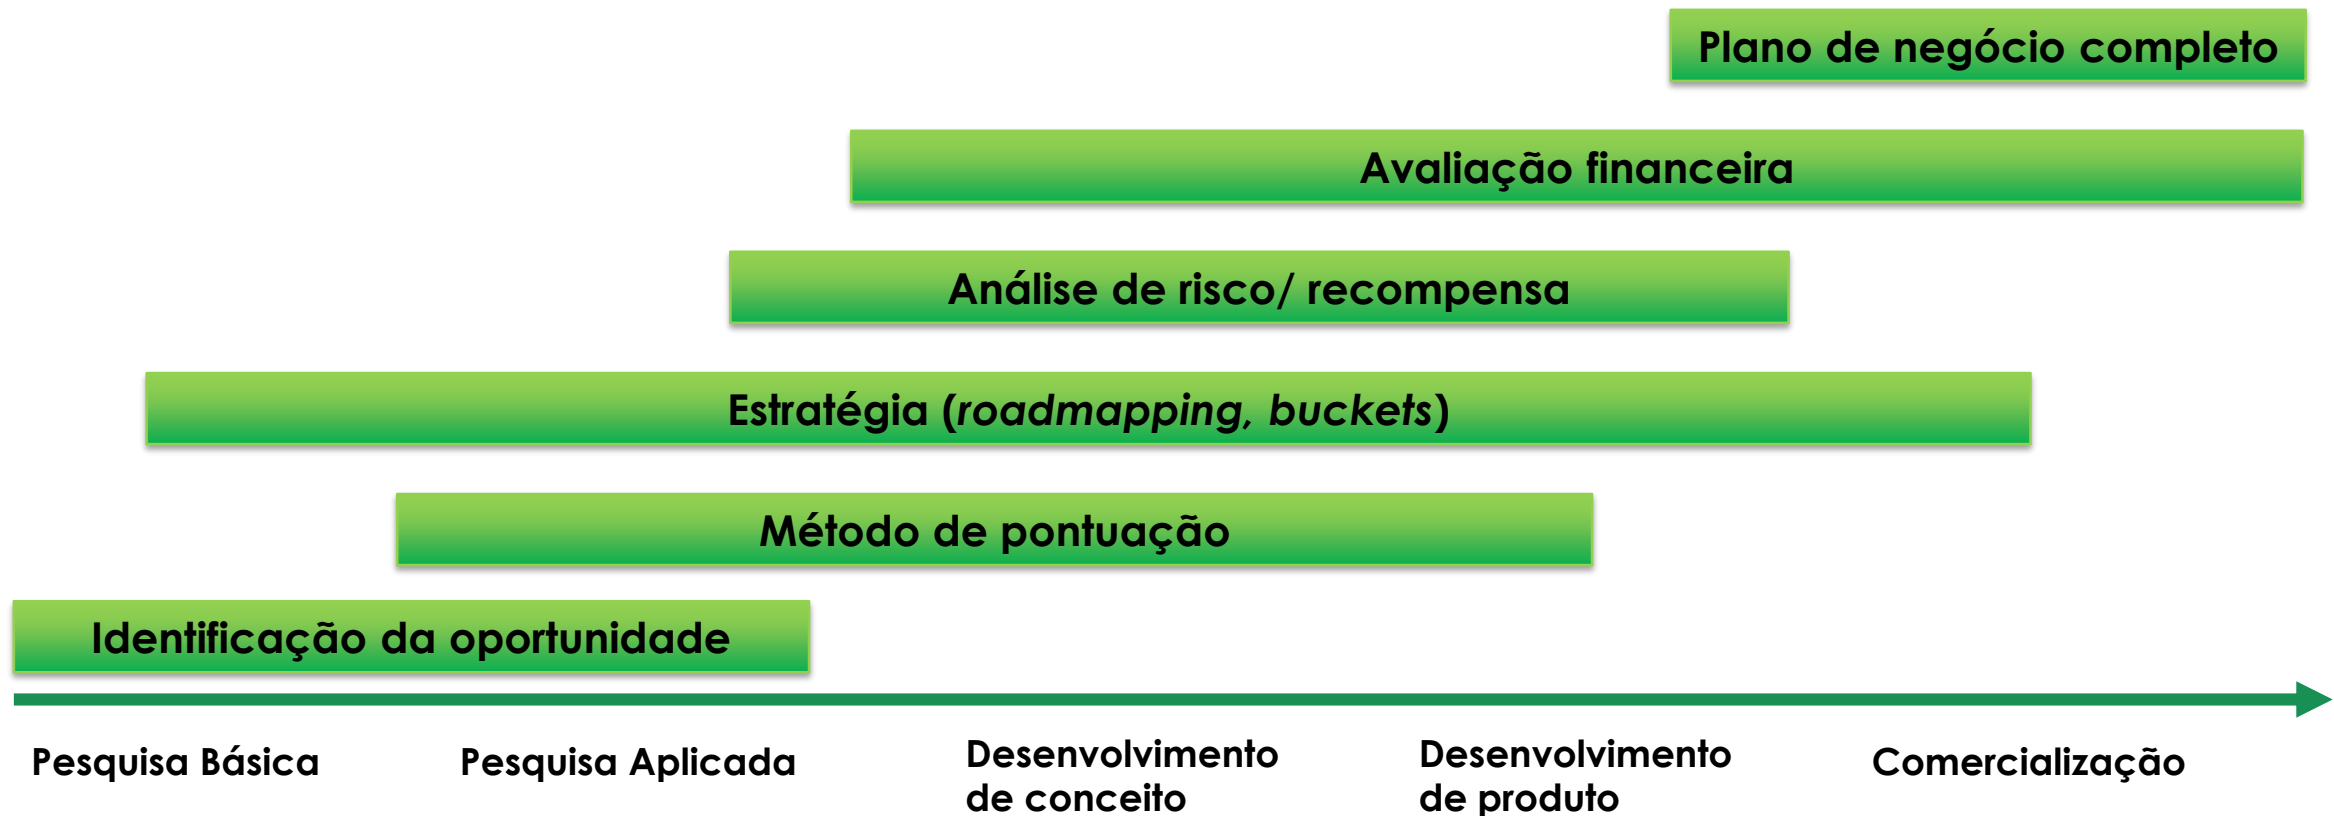 Plano de negócio completo
Avaliação financeira
Análise de risco/ recompensa
Estratégia (roadmapping, buckets)
Método de pontuação
Identificação da oportunidade
Pesquisa Básica
Pesquisa Aplicada
Desenvolvimento
de conceito
Desenvolvimento
de produto
Comercialização